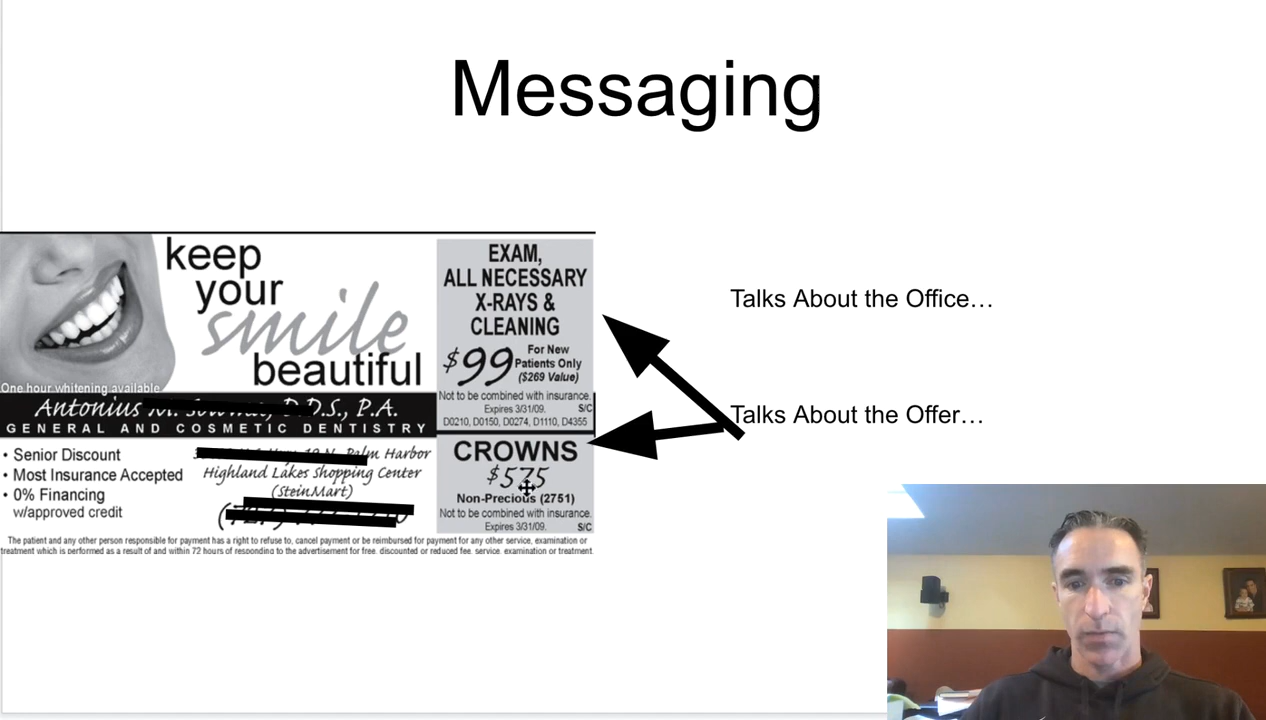 Messaging
keep
your
smile
beautiful
One hour whitening available
Antonius
D.D.S., P.A.
GENERAL AND COSMETIC DENTISTRY
• Senior Discount
• Most Insurance Accepted
• 0% Financing
w/approved credit
Palm Harbor
Highland Lakes Shopping Center
(SteinMart)
EXAM,
ALL NECESSARY
X-RAYS &
CLEANING
$99 For New
Patients Only
($269 Value)
Not to be combined with insurance.
Expires 3/31/09. S/C
D0210, D0150, D0274, D1110, D4355
CROWNS
$575
Non-Precious (2751)
Not to be combined with insurance.
Expires 3/31/09. S/C
The patient and any other person responsible for payment has a right to refuse to, cancel payment or be reimbursed for payment for any other service, examination or
treatment which is performed as a result of and within 72 hours of responding to the advertisement for free, discounted or reduced fee, service, examination or treatment.
Talks About the Office…
Talks About the Offer…